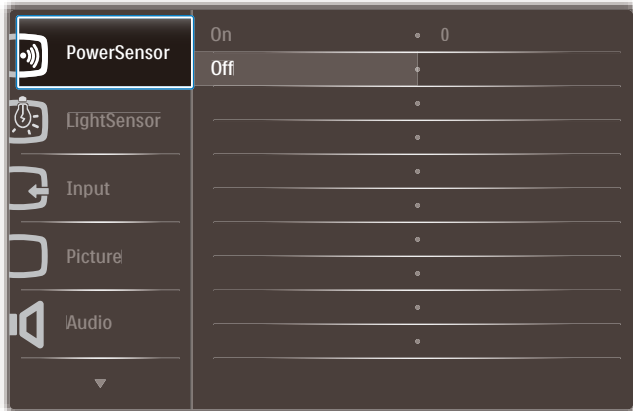 PowerSensor
On 0
Off
LightSensor
Input
Picture
Audio